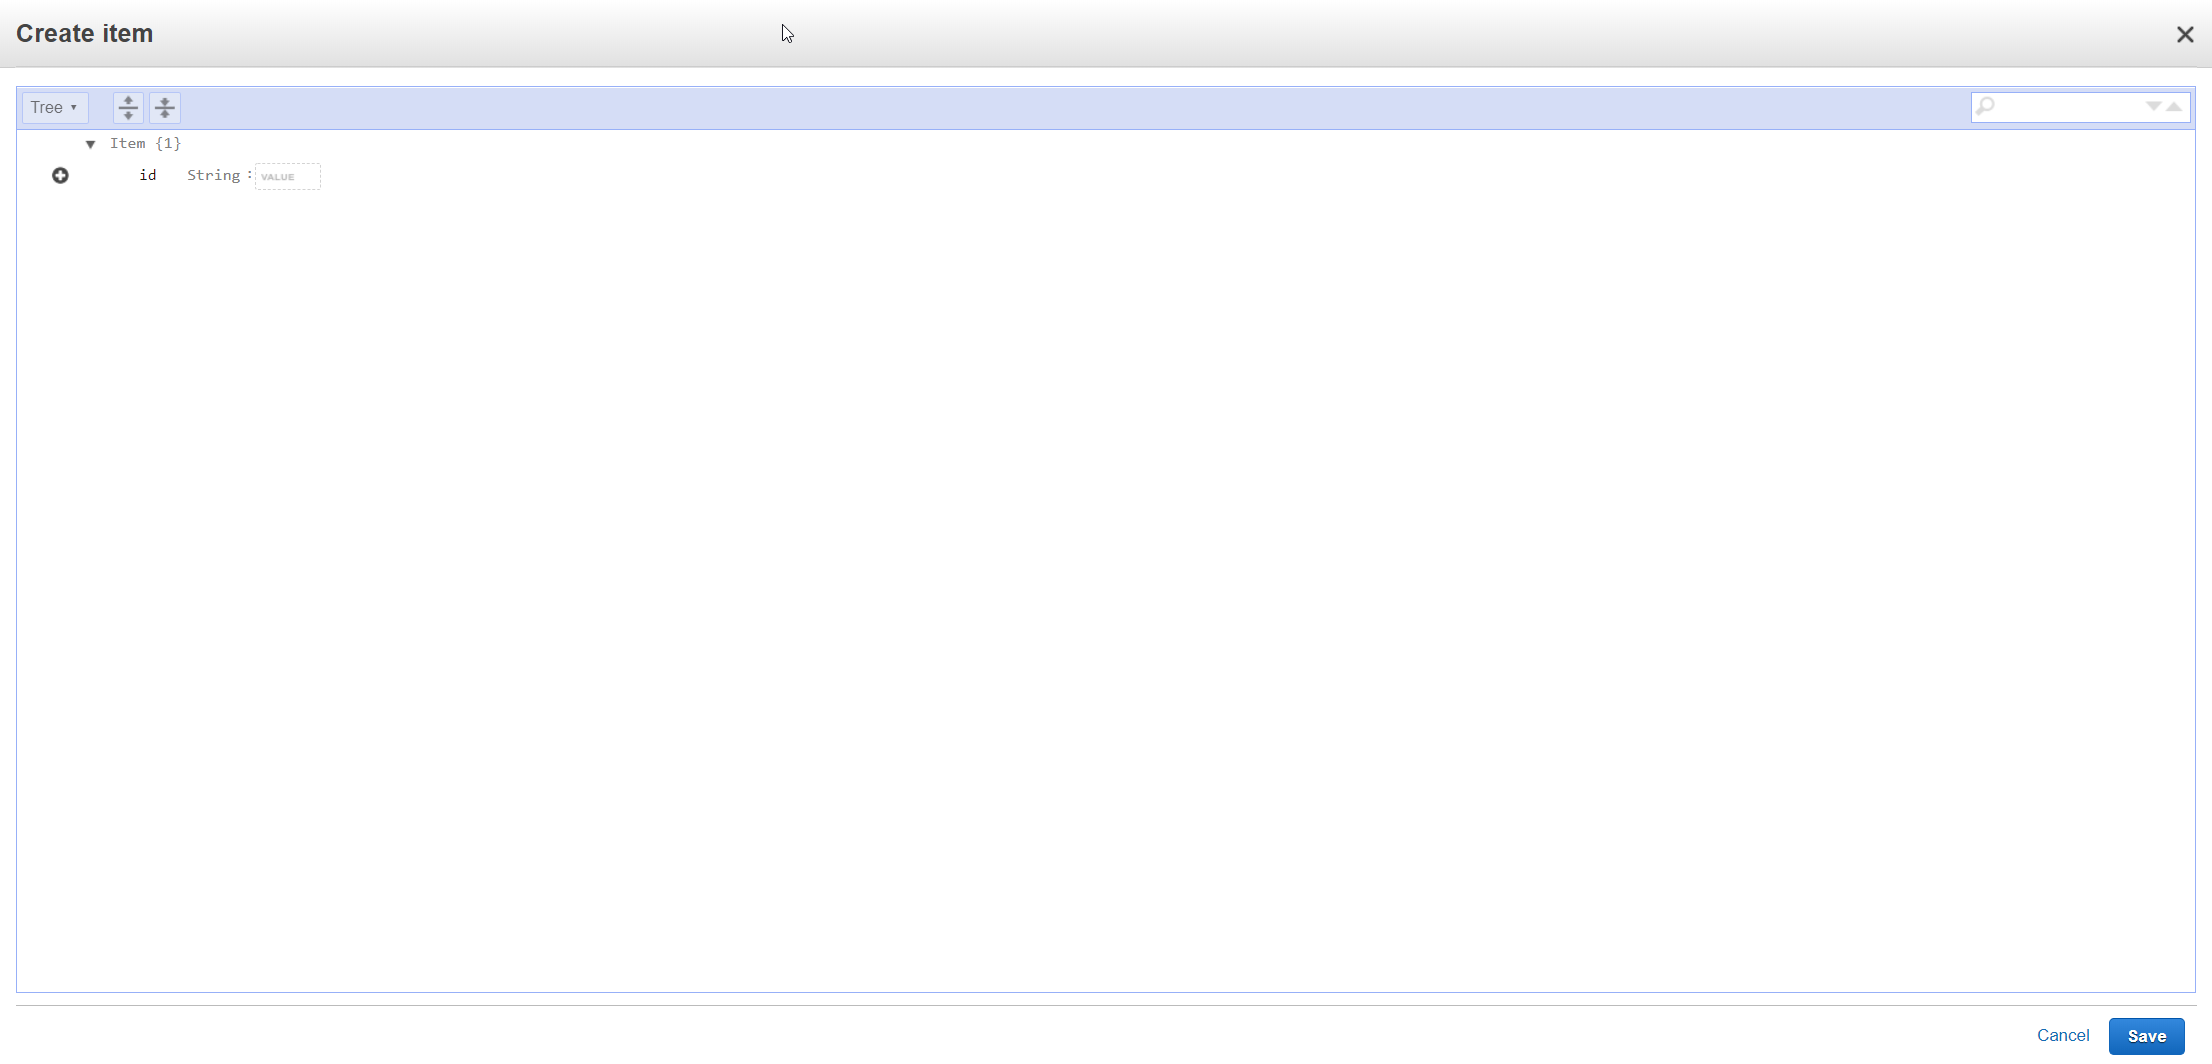 Create item
Tree
Item {1}
id String : VALUE
Cancel Save